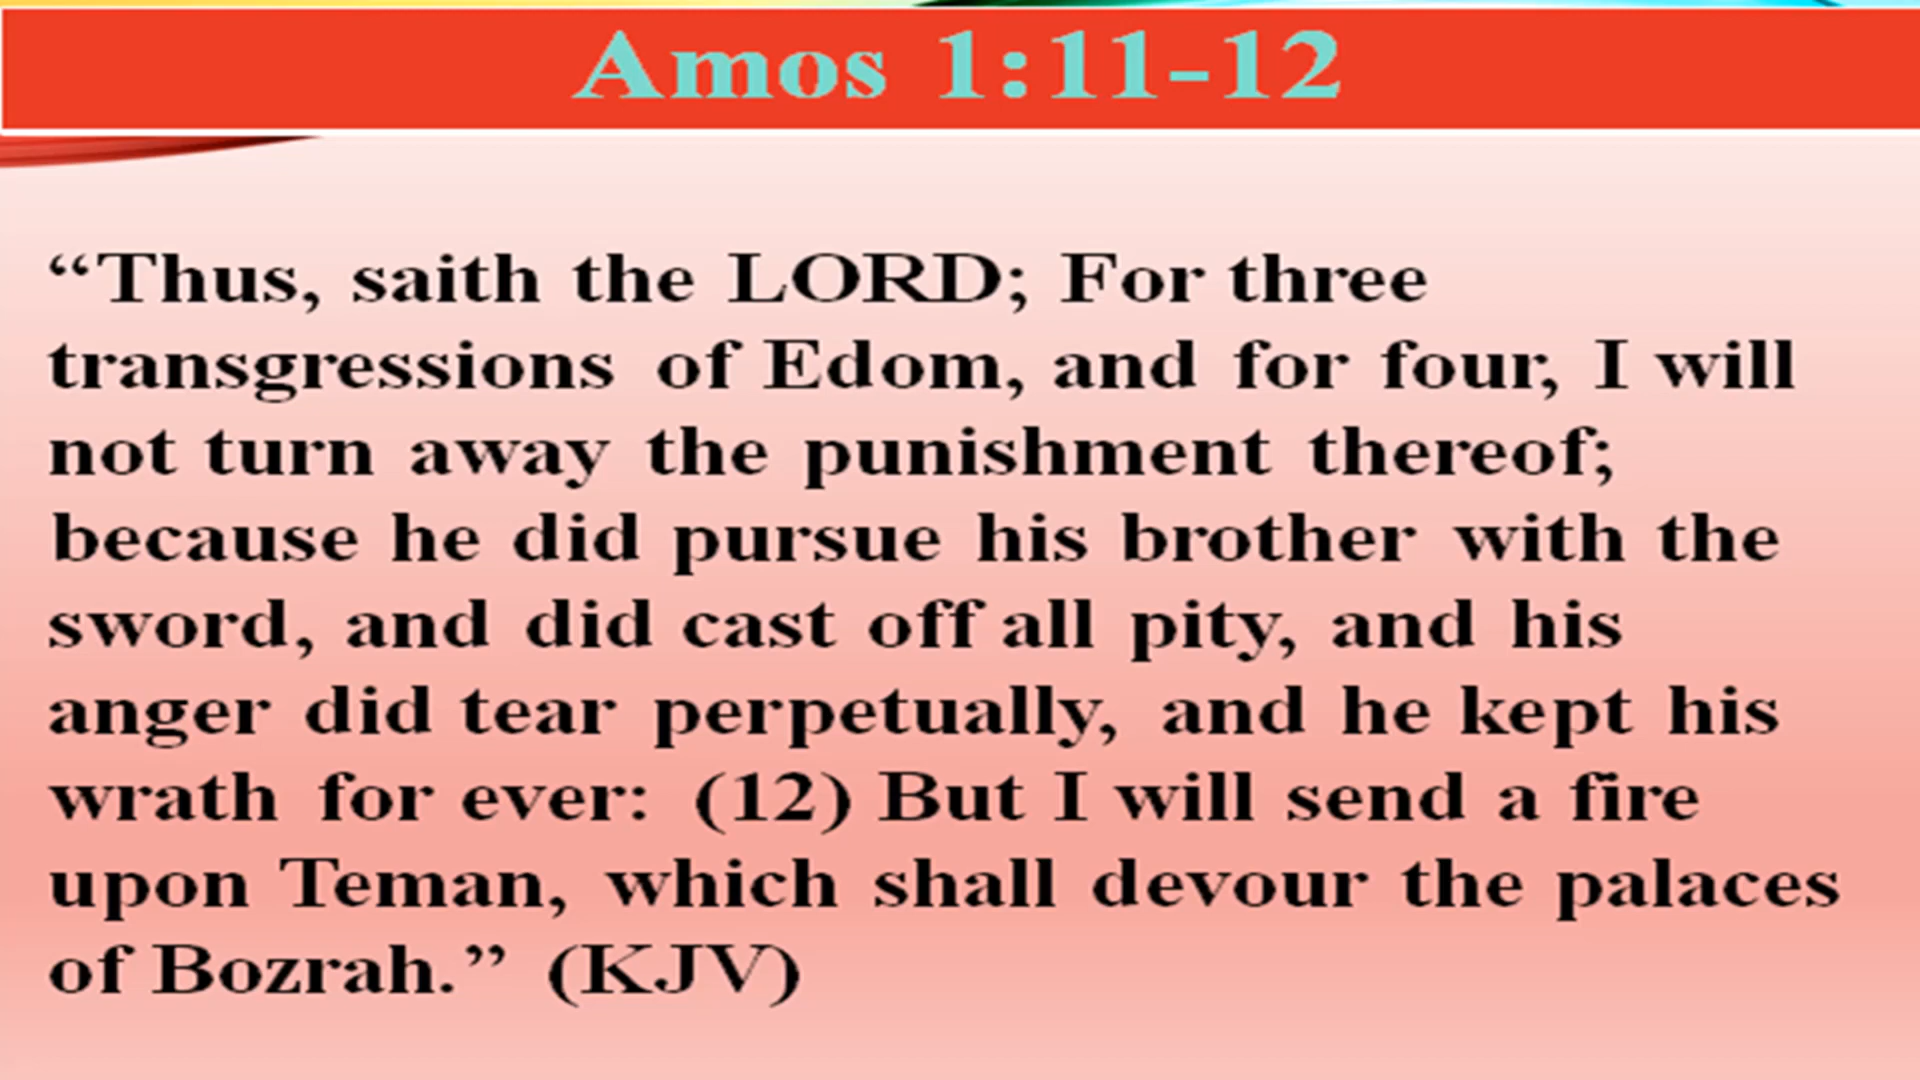 Amos 1:11-12
“Thus, saith the LORD; For three
transgressions of Edom, and for four, I will
not turn away the punishment thereof;
because he did pursue his brother with the
sword, and did cast off all pity, and his
anger did tear perpetually, and he kept his
wrath for ever: (12) But I will send a fire
upon Teman, which shall devour the palaces
of Bozrah.” (KJV)